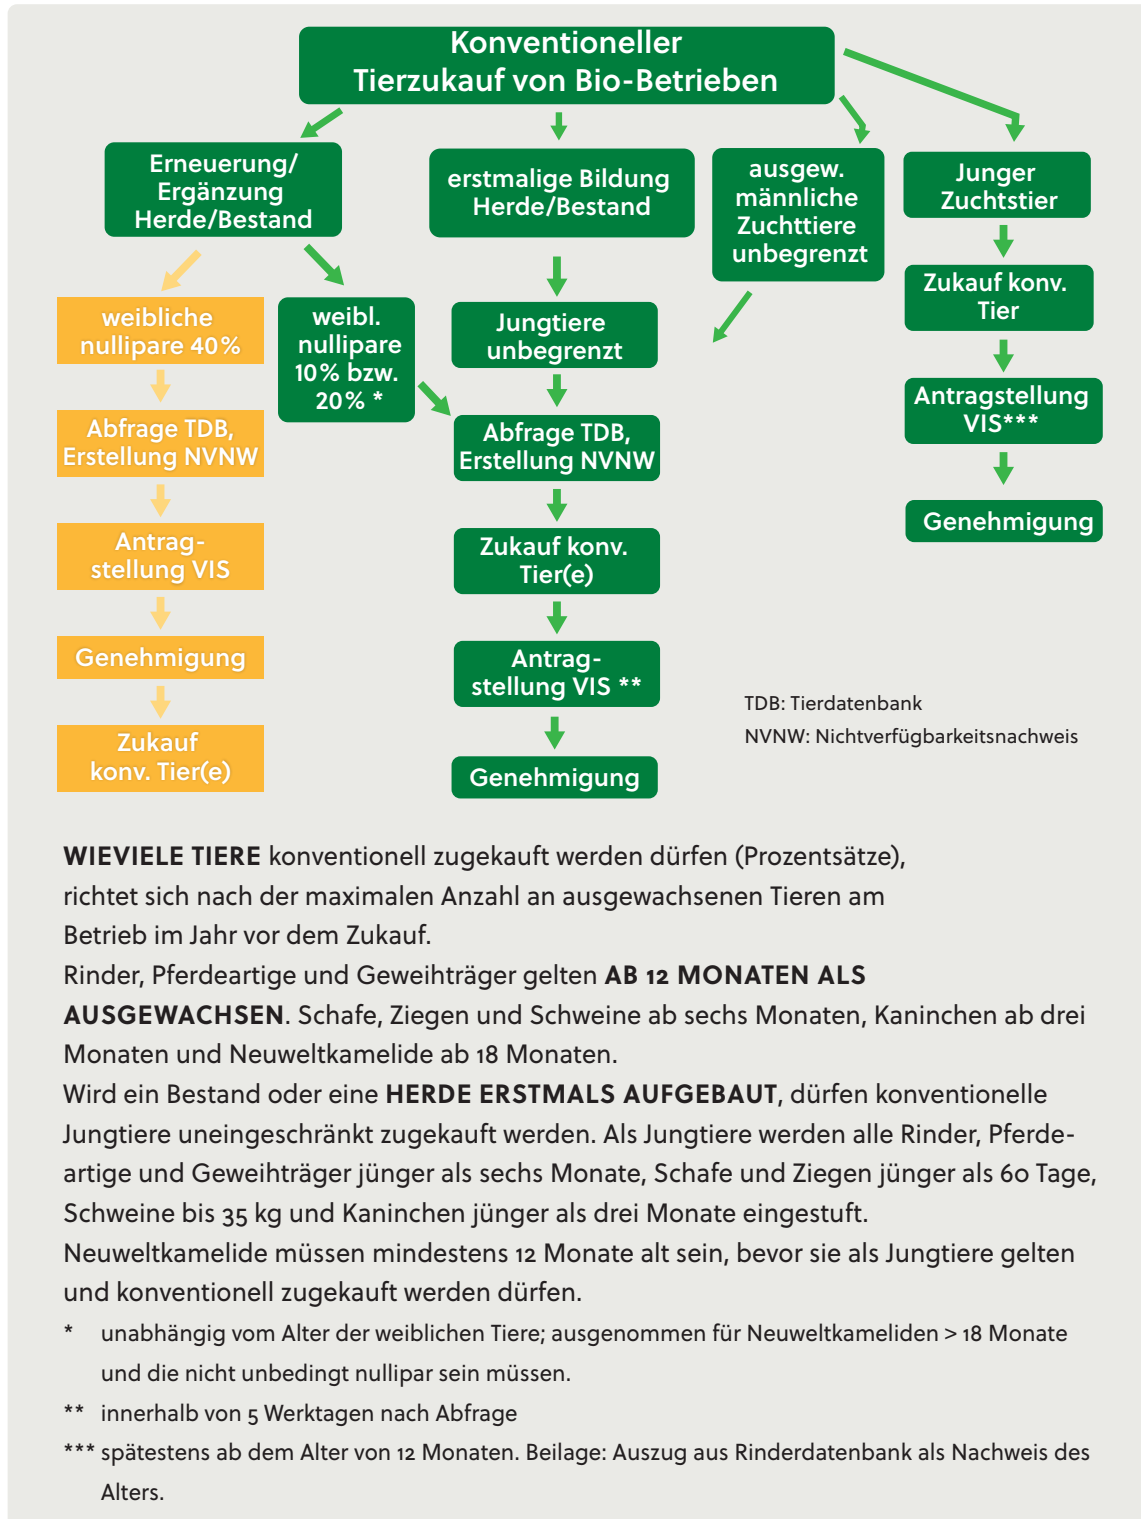 Konventioneller
Tierzukauf von Bio-Betrieben
Erneuerung/
Ergänzung
Herde/Bestand
erstmalige Bildung
Herde/Bestand
ausgew.
männliche
Zuchttiere
unbegrenzt
Junger
Zuchtstier
weibliche
nullipare 40%
weibl.
nullipare
10% bzw.
20% *
Jungtiere
unbegrenzt
Zukauf konv.
Tier
Abfrage TDB,
Erstellung NVNW
Abfrage TDB,
Erstellung NVNW
Antragstellung
VIS***
Antrag-
stellung VIS
Zukauf konv.
Tier(e)
Genehmigung
Genehmigung
Antrag-
stellung VIS **
Zukauf
konv. Tier(e)
Genehmigung
TDB: Tierdatenbank
NVNW: Nichtverfügbarkeitsnachweis
WIEVIELE TIERE konventionell zugekauft werden dürfen (Prozentsätze),
richtet sich nach der maximalen Anzahl an ausgewachsenen Tieren am
Betrieb im Jahr vor dem Zukauf.
Rinder, Pferdeartige und Geweihträger gelten AB 12 MONATEN ALS
AUSGEWACHSEN. Schafe, Ziegen und Schweine ab sechs Monaten, Kaninchen ab drei
Monaten und Neuweltkamelide ab 18 Monaten.
Wird ein Bestand oder eine HERDE ERSTMALS AUFGEBAUT, dürfen konventionelle
Jungtiere uneingeschränkt zugekauft werden. Als Jungtiere werden alle Rinder, Pferde-
artige und Geweihträger jünger als sechs Monate, Schafe und Ziegen jünger als 60 Tage,
Schweine bis 35 kg und Kaninchen jünger als drei Monate eingestuft.
Neuweltkamelide müssen mindestens 12 Monate alt sein, bevor sie als Jungtiere gelten
und konventionell zugekauft werden dürfen.
* unabhängig vom Alter der weiblichen Tiere; ausgenommen für Neuweltkameliden > 18 Monate
und die nicht unbedingt nullipar sein müssen.
** innerhalb von 5 Werktagen nach Abfrage
*** spätestens ab dem Alter von 12 Monaten. Beilage: Auszug aus Rinderdatenbank als Nachweis des
Alters.